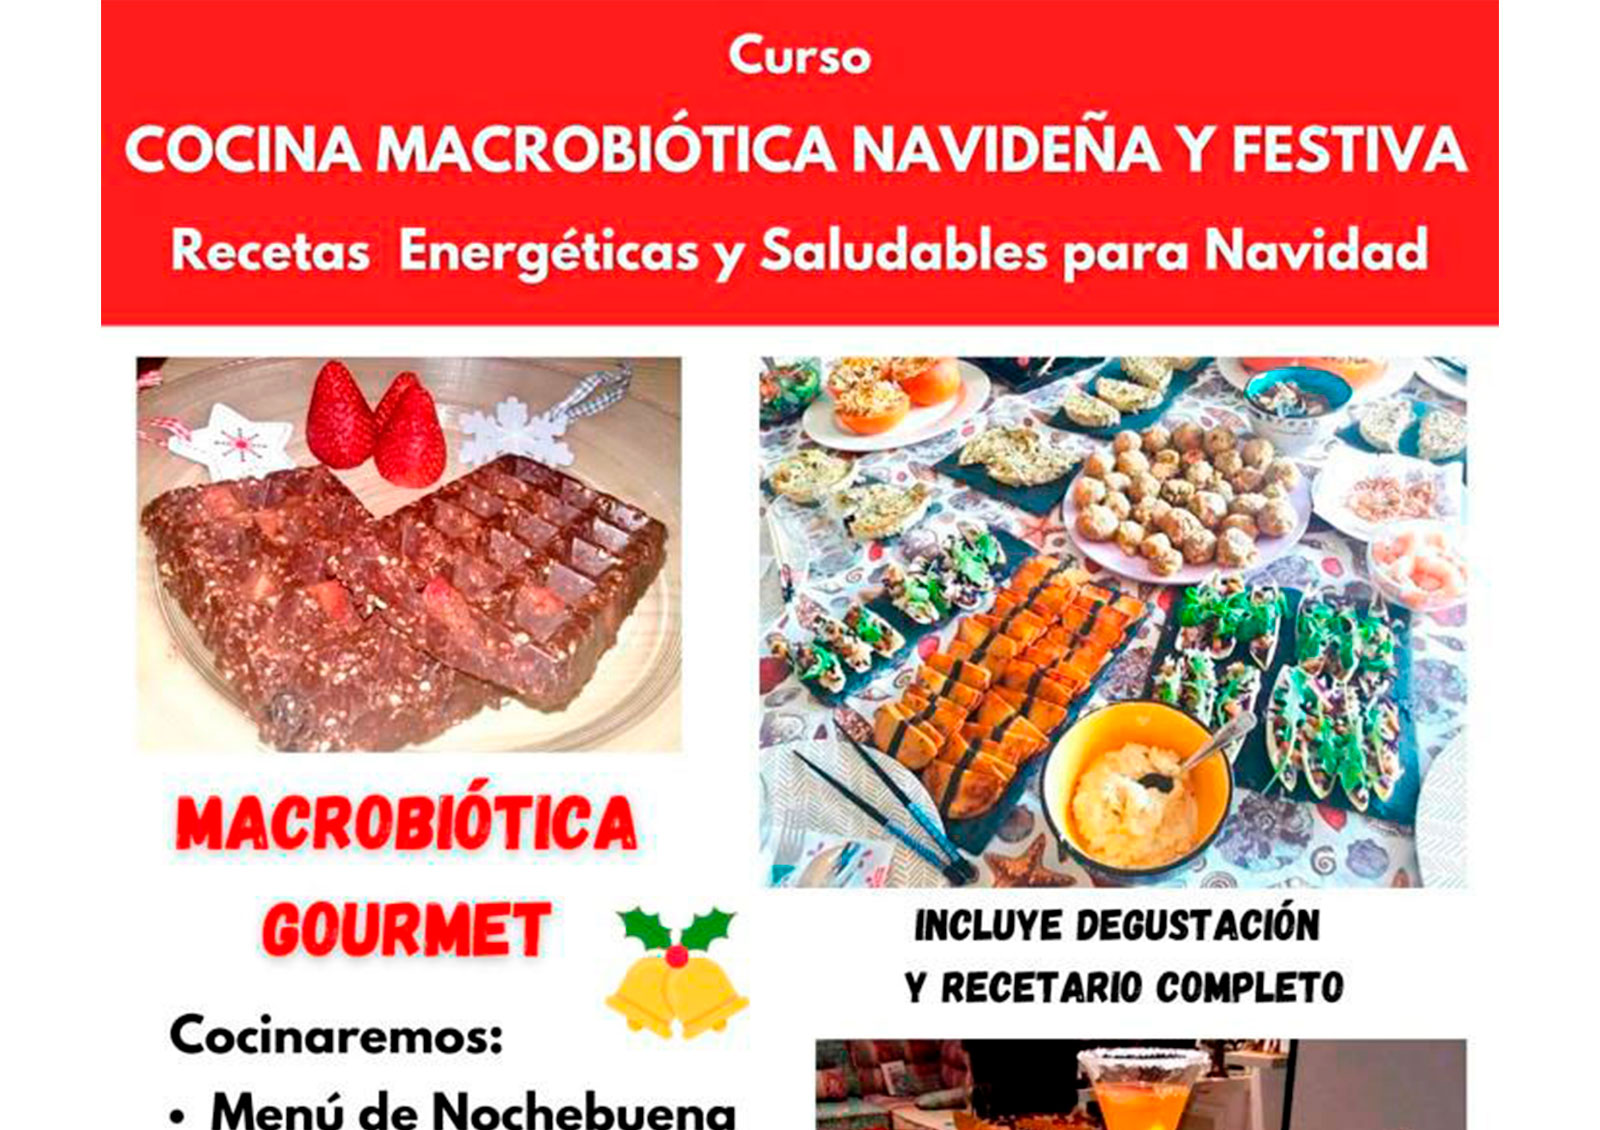 Curso
COCINA MACROBIÓTICA NAVIDEÑA Y FESTIVA
Recetas Energéticas y Saludables para Navidad
MACROBIÓTICA
GOURMET
INCLUYE DEGUSTACIÓN
Y RECETARIO COMPLETO
Cocinaremos:
• Menú de Nochebuena